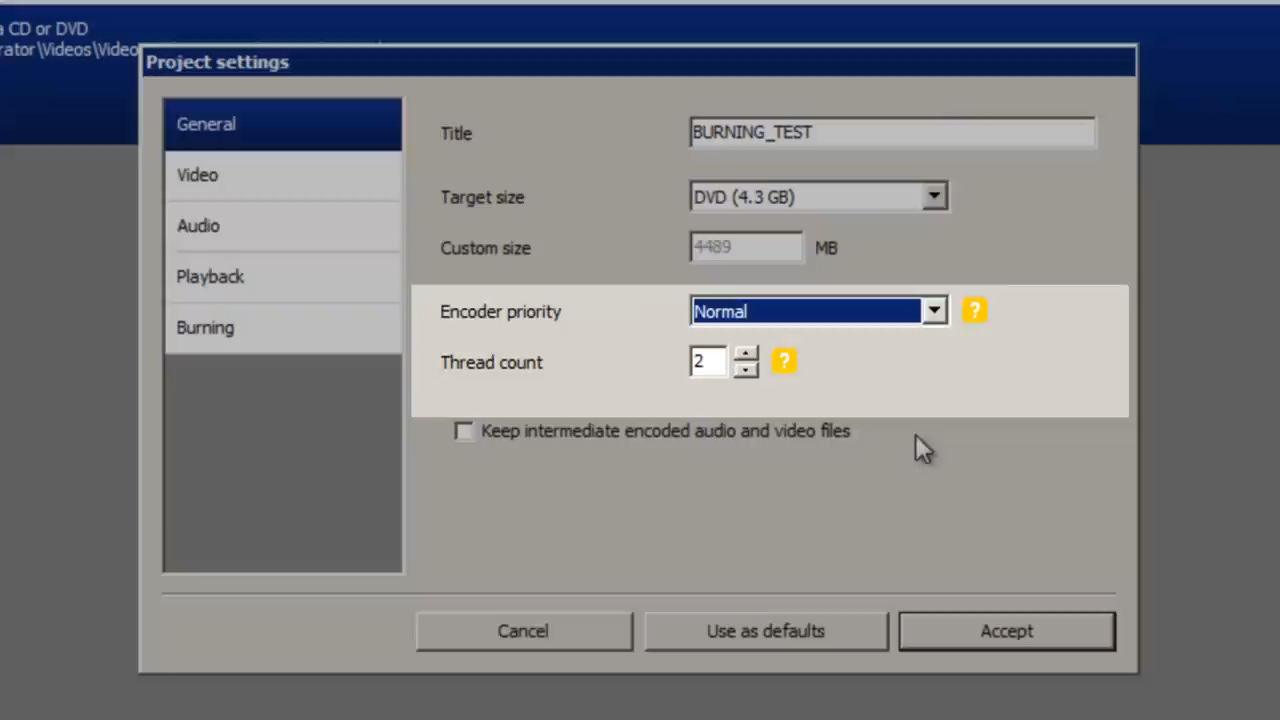 a CD or DVD
rator\Videos\Video
Project settings
General
Video
Audio
Playback
Burning
Title
BURNING_TEST
Target size
DVD (4.3 GB)
Custom size
4489
MB
Encoder priority
Normal
?
Thread count
2
?
Keep intermediate encoded audio and video files
Cancel
Use as defaults
Accept